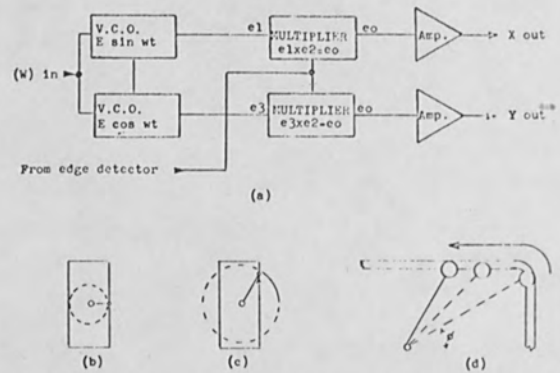 V.C.O.
E sin wt
e1
MULTIPLIER
e1xe2=eo
eo
Amp.
X out
(W) in
V.C.O.
E cos wt
e3
MULTIPLIER
e3xe2=eo
eo
Amp.
Y out
From edge detector
(a)
(b)
(c)
ø
(d)